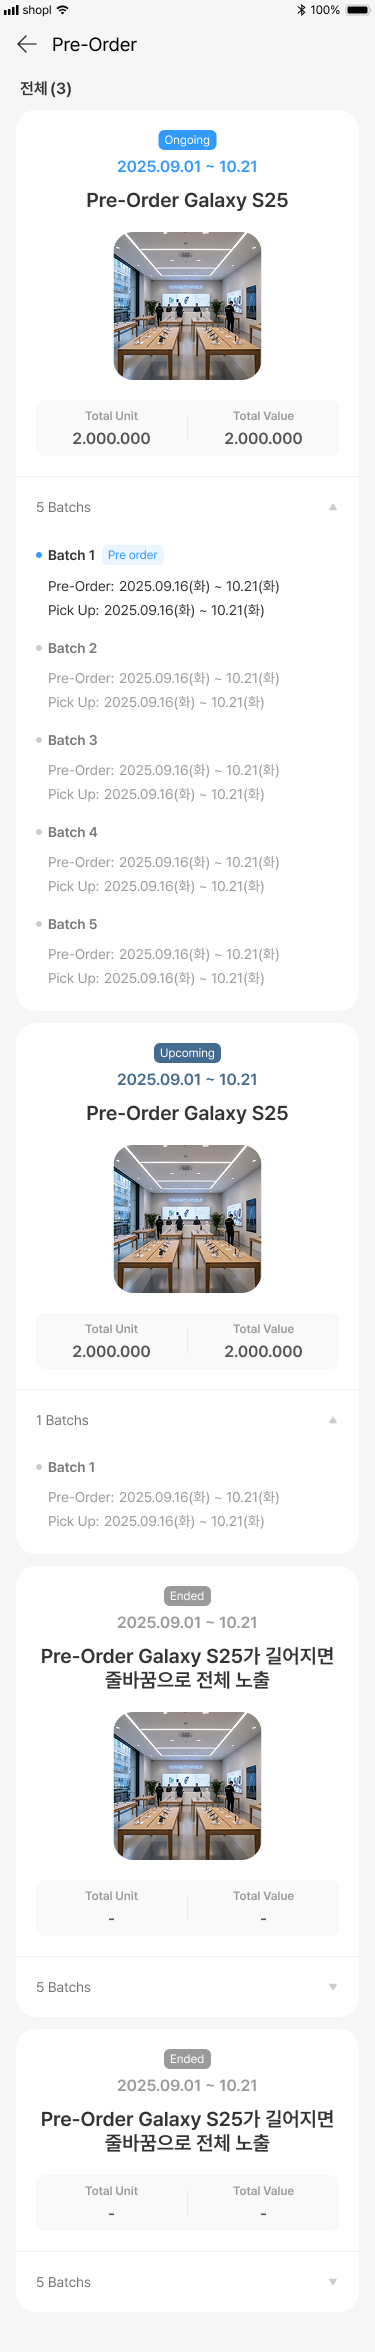 shopl 100%
Pre-Order
전체 (3)
Ongoing
2025.09.01 ~ 10.21
Pre-Order Galaxy S25
Total Unit Total Value
2.000.000 2.000.000
5 Batchs
Batch 1 Pre order
Pre-Order: 2025.09.16(화) ~ 10.21(화)
Pick Up: 2025.09.16(화) ~ 10.21(화)
Batch 2
Pre-Order: 2025.09.16(화) ~ 10.21(화)
Pick Up: 2025.09.16(화) ~ 10.21(화)
Batch 3
Pre-Order: 2025.09.16(화) ~ 10.21(화)
Pick Up: 2025.09.16(화) ~ 10.21(화)
Batch 4
Pre-Order: 2025.09.16(화) ~ 10.21(화)
Pick Up: 2025.09.16(화) ~ 10.21(화)
Batch 5
Pre-Order: 2025.09.16(화) ~ 10.21(화)
Pick Up: 2025.09.16(화) ~ 10.21(화)
Upcoming
2025.09.01 ~ 10.21
Pre-Order Galaxy S25
Total Unit Total Value
2.000.000 2.000.000
1 Batchs
Batch 1
Pre-Order: 2025.09.16(화) ~ 10.21(화)
Pick Up: 2025.09.16(화) ~ 10.21(화)
Ended
2025.09.01 ~ 10.21
Pre-Order Galaxy S25가 길어지면
줄바꿈으로 전체 노출
Total Unit Total Value
- -
5 Batchs
Ended
2025.09.01 ~ 10.21
Pre-Order Galaxy S25가 길어지면
줄바꿈으로 전체 노출
Total Unit Total Value
- -
5 Batchs